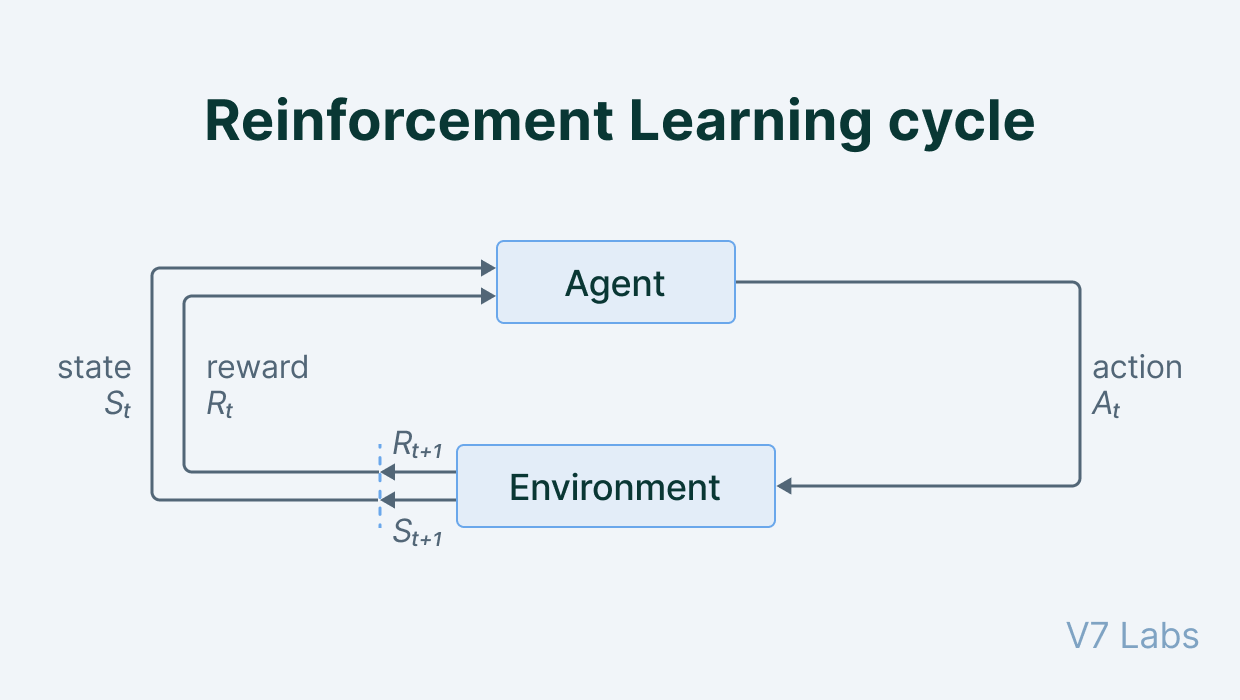 Reinforcement Learning cycle
Agent
state
S_t
reward
R_t
action
A_t
R_{t+1}
Environment
S_{t+1}
V7 Labs